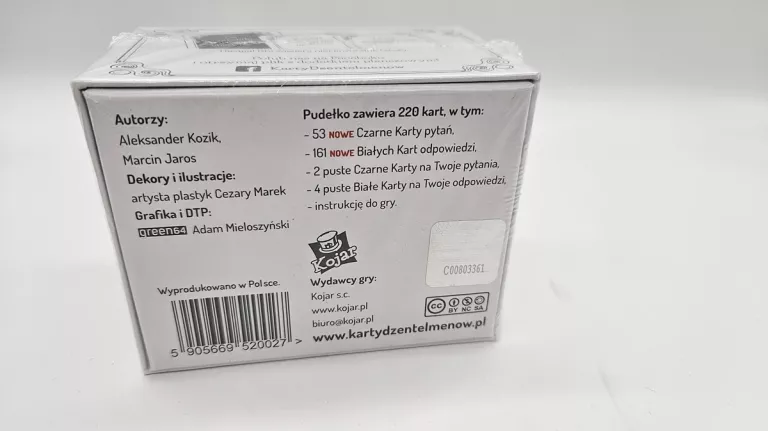 KartyDzentelmenow
Autorzy:
Aleksander Kozik,
Marcin Jaros
Dekory i ilustracje:
artysta plastyk Cezary Marek
Grafika i DTP:
green64 Adam Mieloszyński
Wyprodukowano w Polsce.
5 905669 520027 >
Pudełko zawiera 220 kart, w tym:
- 53 NOWE Czarne Karty pytań,
- 161 NOWE Białych Kart odpowiedzi,
- 2 puste Czarne Karty na Twoje pytania,
- 4 puste Białe Karty na Twoje odpowiedzi,
- instrukcję do gry.
Kojar
Wydawcy gry:
Kojar s.c.
www.kojar.pl
biuro@kojar.pl
www.kartydzentelmenow.pl
C00803361
cc BY NC SA